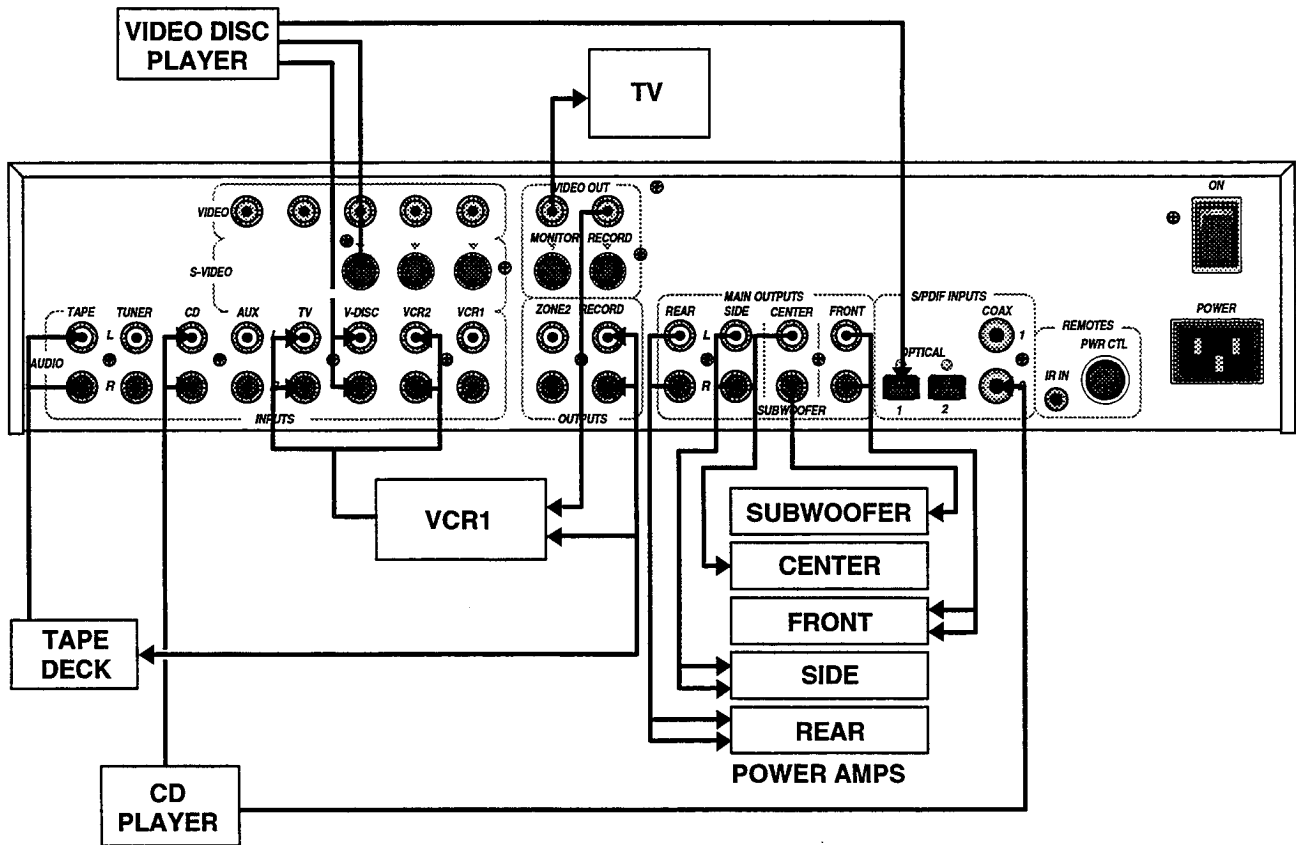 VIDEO DISC
PLAYER
TV
VIDEO OUT
ON
VIDEO
MONITOR RECORD
S-VIDEO
TAPE TUNER CD AUX TV V-DISC VCR2 VCR1
ZONE2 RECORD
MAIN OUTPUTS
REAR SIDE CENTER FRONT
S/PDIF INPUTS
COAX
REMOTES
PWR CTL
POWER
L
L
1
AUDIO
OPTICAL
R
R
IR IN
1 2
SUBWOOFER
INPUTS
OUTPUTS
VCR1
SUBWOOFER
CENTER
FRONT
SIDE
REAR
POWER AMPS
TAPE
DECK
CD
PLAYER